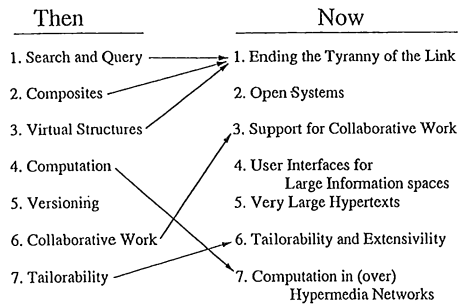 Then
Now
1. Search and Query
1. Ending the Tyranny of the Link
2. Composites
2. Open Systems
3. Virtual Structures
3. Support for Collaborative Work
4. Computation
4. User Interfaces for
Large Information spaces
5. Versioning
5. Very Large Hypertexts
6. Collaborative Work
6. Tailorability and Extensivility
7. Tailorability
7. Computation in (over)
Hypermedia Networks